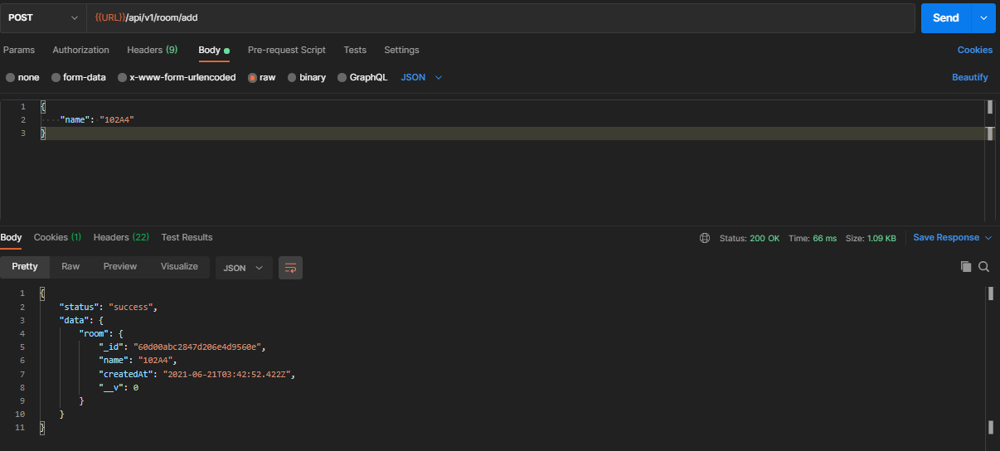 POST {{URL}}/api/v1/room/add Send
Params Authorization Headers (9) Body Pre-request Script Tests Settings Cookies
none form-data x-www-form-urlencoded raw binary GraphQL JSON Beautify
1 {
2 "name": "102A4"
3 }
Body Cookies (1) Headers (22) Test Results Status: 200 OK Time: 66 ms Size: 1.09 KB Save Response
Pretty Raw Preview Visualize JSON
1 {
2 "status": "success",
3 "data": {
4 "room": {
5 "_id": "60d00abc2847d206e4d9560e",
6 "name": "102A4",
7 "createdAt": "2021-06-21T03:42:52.422Z",
8 "__v": 0
9 }
10 }
11 }